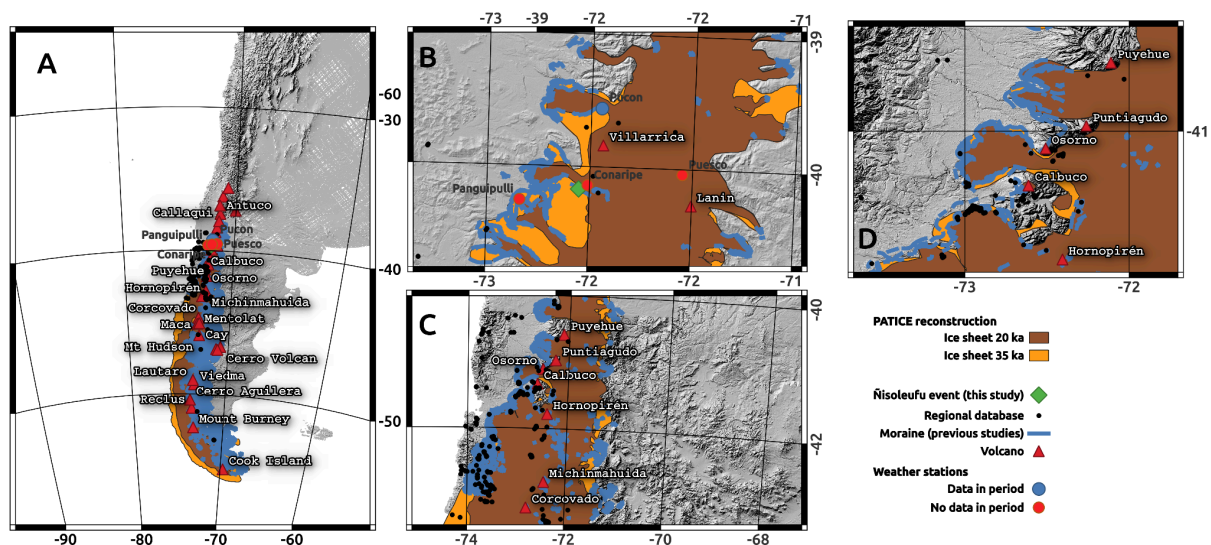 A
-60
-30
Antuco
Callaqui
Pucon
Panguipulli
Puesco
Calbuco
Puyehue
Osorno
-40
Hornopirén
Michinmahuida
Corcovado
Mentolat
Maca
Cay
Mt Hudson
Cerro Volcan
Lautaro
Viedma
Cerro Aguilera
Reclus
-50
Mount Burney
Cook Island
-90
-80
-70
-60
-73
-39
-72
-72
-71
B
-39
Pucon
Villarrica
-40
Puesco
Conaripe
Panguipulli
Lanin
-73
-72
-72
-72
C
-40
Puyehue
Puntiagudo
Osorno
Calbuco
Hornopirén
-42
Michinmahuida
Corcovado
-74
-72
-70
-68
Puyehue
Puntiagudo
-41
Osorno
Calbuco
D
Hornopirén
-73
-72
PATICE reconstruction
Ice sheet 20 ka
Ice sheet 35 ka
Ñisoleufu event (this study)
Regional database
Moraine (previous studies)
Volcano
Weather stations
Data in period
No data in period